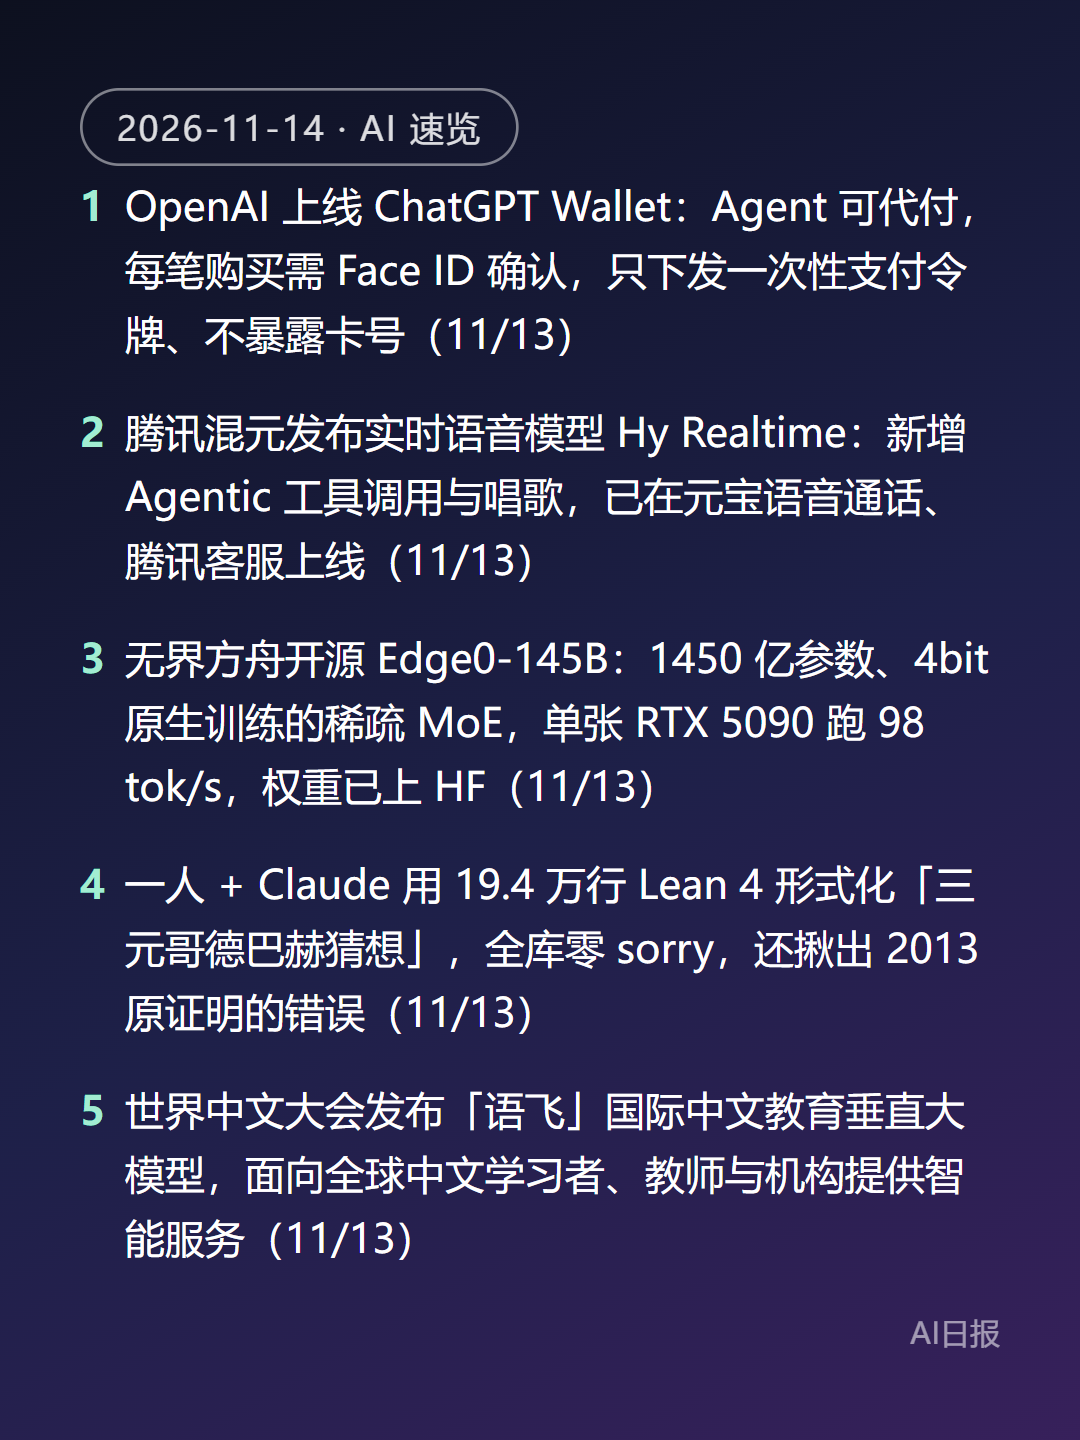 2026-11-14 · AI 速览
1 OpenAI 上线 ChatGPT Wallet：Agent 可代付，
每笔购买需 Face ID 确认，只下发一次性支付令
牌、不暴露卡号（11/13）
2 腾讯混元发布实时语音模型 Hy Realtime：新增
Agentic 工具调用与唱歌，已在元宝语音通话、
腾讯客服上线（11/13）
3 无界方舟开源 Edge0-145B：1450 亿参数、4bit
原生训练的稀疏 MoE，单张 RTX 5090 跑 98
tok/s，权重已上 HF（11/13）
4 一人 + Claude 用 19.4 万行 Lean 4 形式化「三
元哥德巴赫猜想」，全库零 sorry，还揪出 2013
原证明的错误（11/13）
5 世界中文大会发布「语飞」国际中文教育垂直大
模型，面向全球中文学习者、教师与机构提供智
能服务（11/13）
AI日报